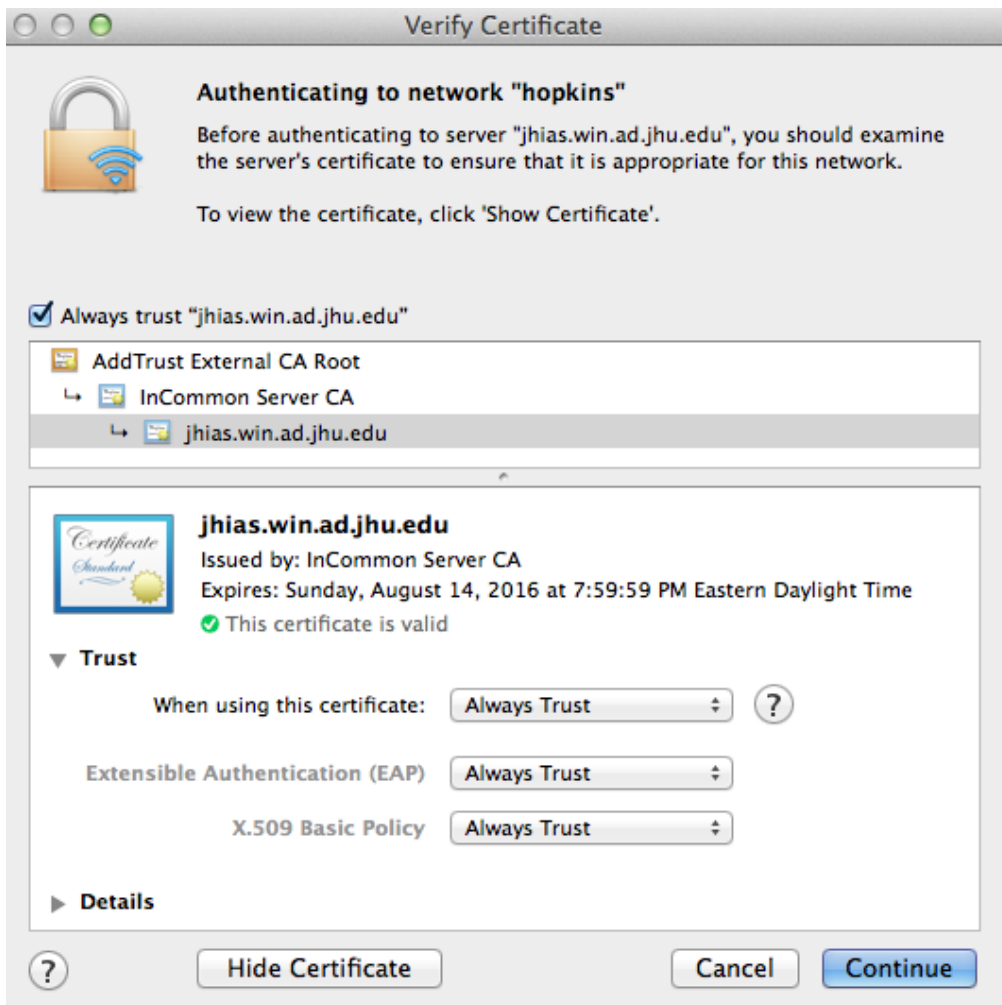 Verify Certificate
Authenticating to network "hopkins"
Before authenticating to server "jhias.win.ad.jhu.edu", you should examine
the server's certificate to ensure that it is appropriate for this network.
To view the certificate, click 'Show Certificate'.
Always trust “jhias.win.ad.jhu.edu”
AddTrust External CA Root
InCommon Server CA
jhias.win.ad.jhu.edu
Certificate
Standard
jhias.win.ad.jhu.edu
Issued by: InCommon Server CA
Expires: Sunday, August 14, 2016 at 7:59:59 PM Eastern Daylight Time
This certificate is valid
Trust
When using this certificate: Always Trust ?
Extensible Authentication (EAP) Always Trust
X.509 Basic Policy Always Trust
Details
? Hide Certificate Cancel Continue